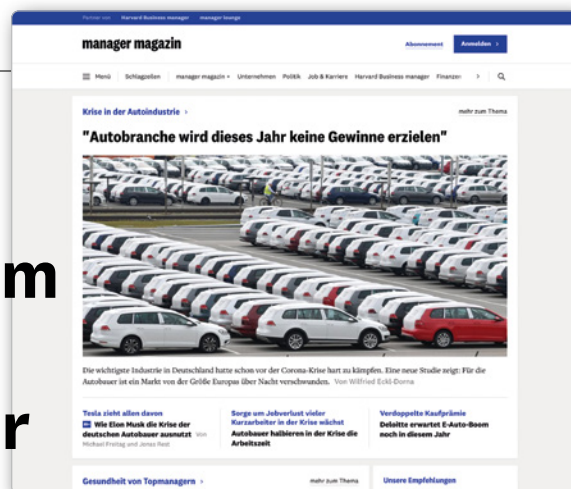 Partner von Harvard Business manager manager lounge
manager magazin
Abonnement Anmelden
Menü Schlagzeilen manager magazin+ Unternehmen Politik Job & Karriere Harvard Business manager Finanzen
Krise in der Autoindustrie
mehr zum Thema
"Autobranche wird dieses Jahr keine Gewinne erzielen"
m
r
Die wichtigste Industrie in Deutschland hatte schon vor der Corona-Krise hart zu kämpfen. Eine neue Studie zeigt: Für die
Autobauer ist ein Markt von der Größe Europas über Nacht verschwunden. Von Wilfried Eckl-Dorna
Tesla zieht allen davon
Wie Elon Musk die Krise der
deutschen Autobauer ausnutzt Von
Michael Freitag und Jonas Rest
Sorge um Jobverlust vieler
Kurzarbeiter in der Krise wächst
Autobauer halbieren in der Krise die
Arbeitszeit
Verdoppelte Kaufprämie
Deloitte erwartet E-Auto-Boom
noch in diesem Jahr
Gesundheit von Topmanagern
mehr zum Thema
Unsere Empfehlungen